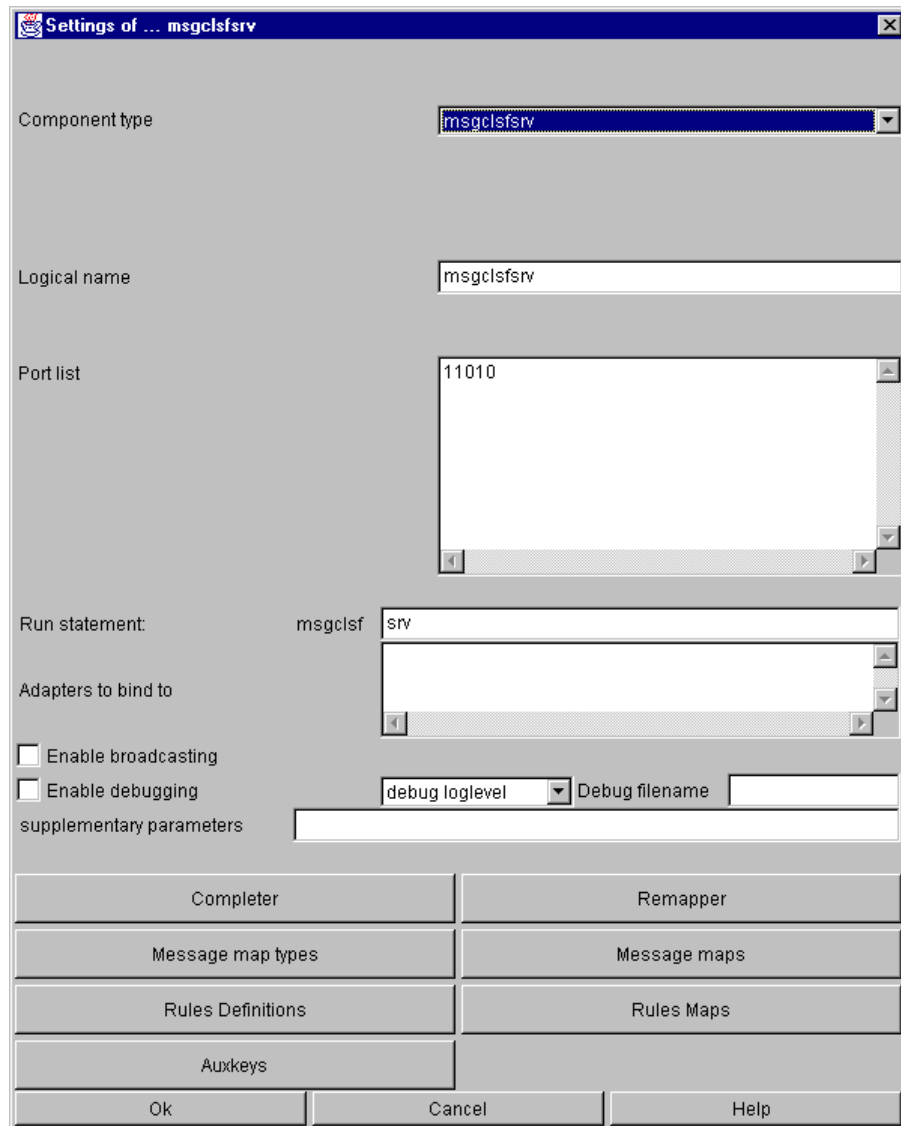 Settings of ... msgclsfsrv
Component type msgclsfsrv
Logical name msgclsfsrv
Port list 11010
Run statement: msgclsf srv
Adapters to bind to
Enable broadcasting
Enable debugging debug loglevel Debug filename
supplementary parameters
Completer Remapper
Message map types Message maps
Rules Definitions Rules Maps
Auxkeys
Ok Cancel Help